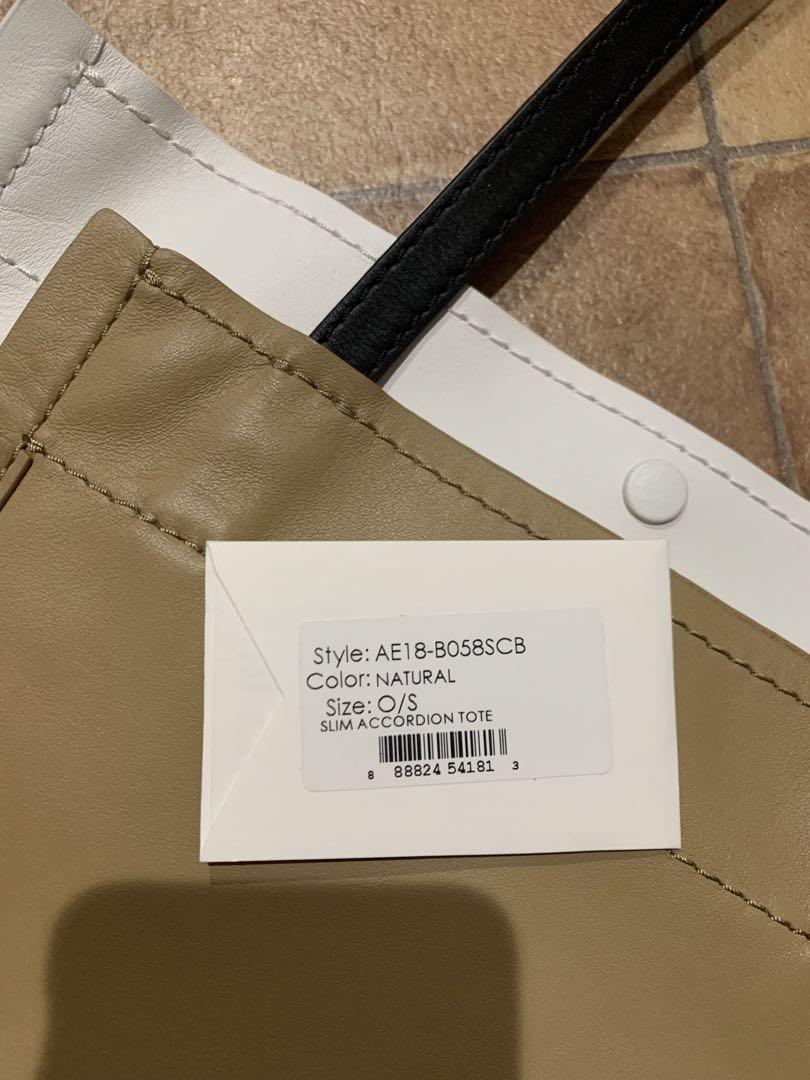 Style: AE18-B058SCB
Color: NATURAL
Size: O/S
SLIM ACCORDION TOTE
8 88824 54181 3